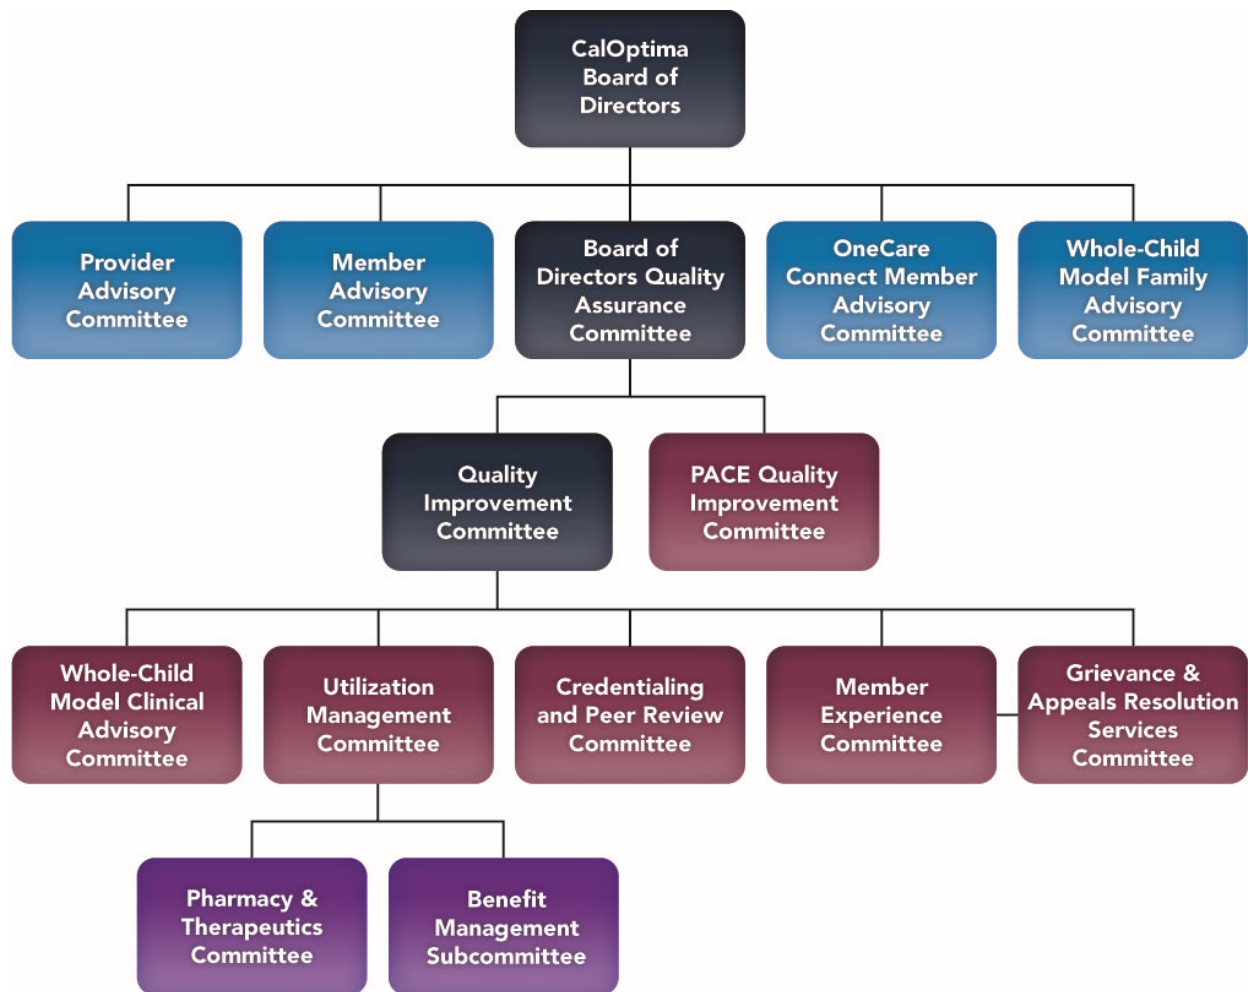 CalOptima
Board of
Directors
Provider
Advisory
Committee
Member
Advisory
Committee
Board of
Directors Quality
Assurance
Committee
OneCare
Connect Member
Advisory
Committee
Whole-Child
Model Family
Advisory
Committee
Quality
Improvement
Committee
PACE Quality
Improvement
Committee
Whole-Child
Model Clinical
Advisory
Committee
Utilization
Management
Committee
Credentialing
and Peer Review
Committee
Member
Experience
Committee
Grievance &
Appeals Resolution
Services
Committee
Pharmacy &
Therapeutics
Committee
Benefit
Management
Subcommittee